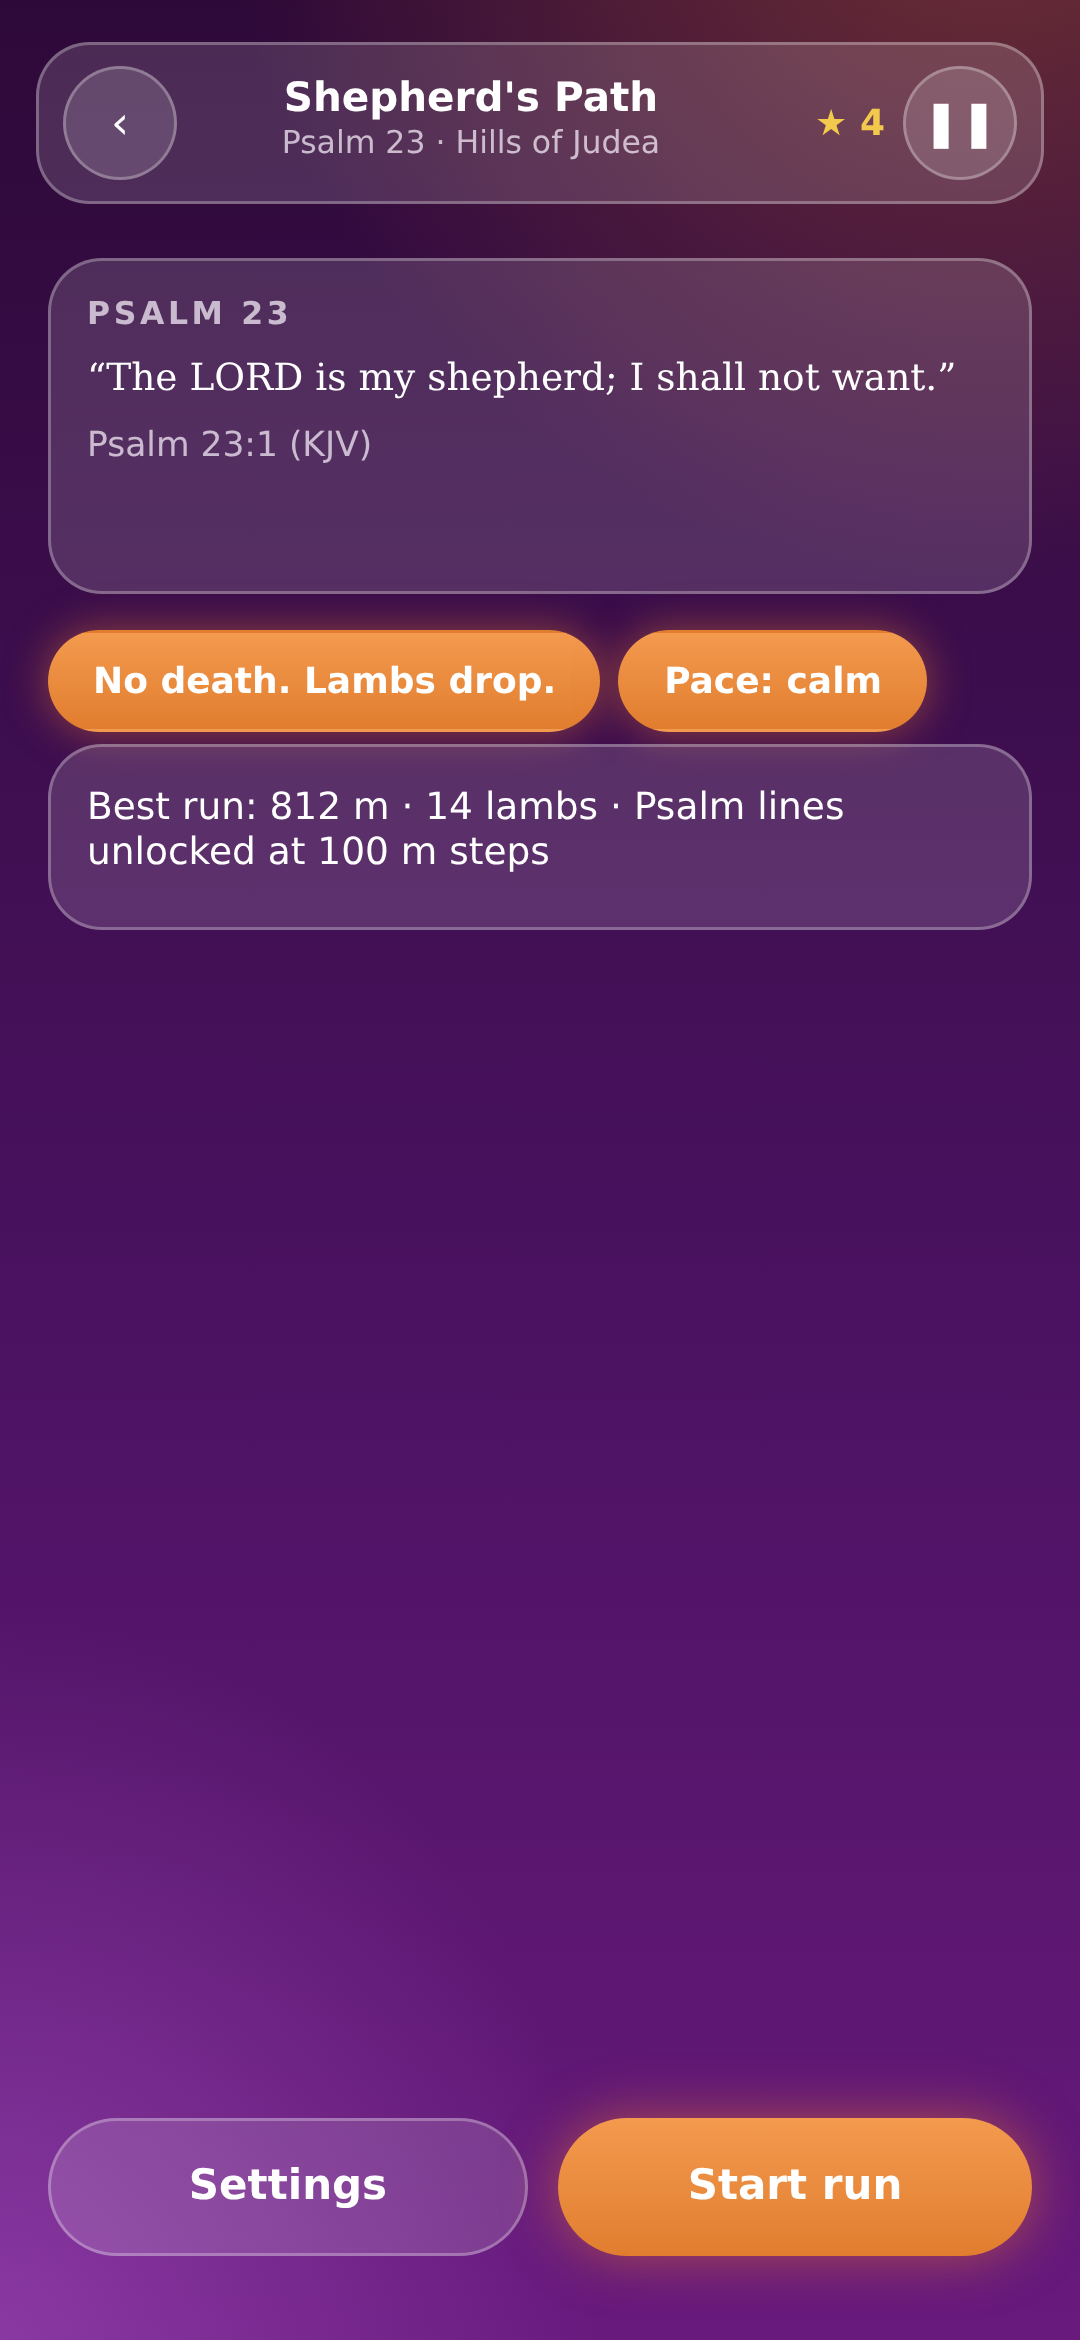 ‹
Shepherd's Path
Psalm 23 · Hills of Judea
★ 4
❚❚
PSALM 23
“The LORD is my shepherd; I shall not want.”
Psalm 23:1 (KJV)
No death. Lambs drop.
Pace: calm
Best run: 812 m · 14 lambs · Psalm lines
unlocked at 100 m steps
Settings
Start run